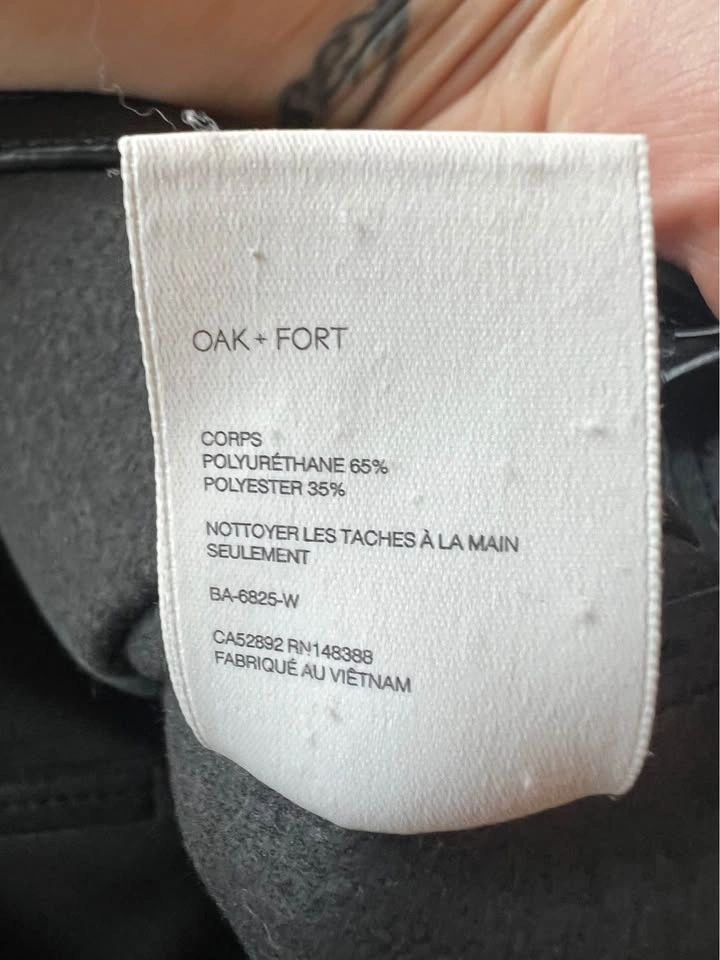 OAK + FORT
CORPS
POLYURÉTHANE 65%
POLYESTER 35%
NOTTOYER LES TACHES À LA MAIN
SEULEMENT
BA-6825-W
CA52892 RN148388
FABRIQUÉ AU VIÊTNAM